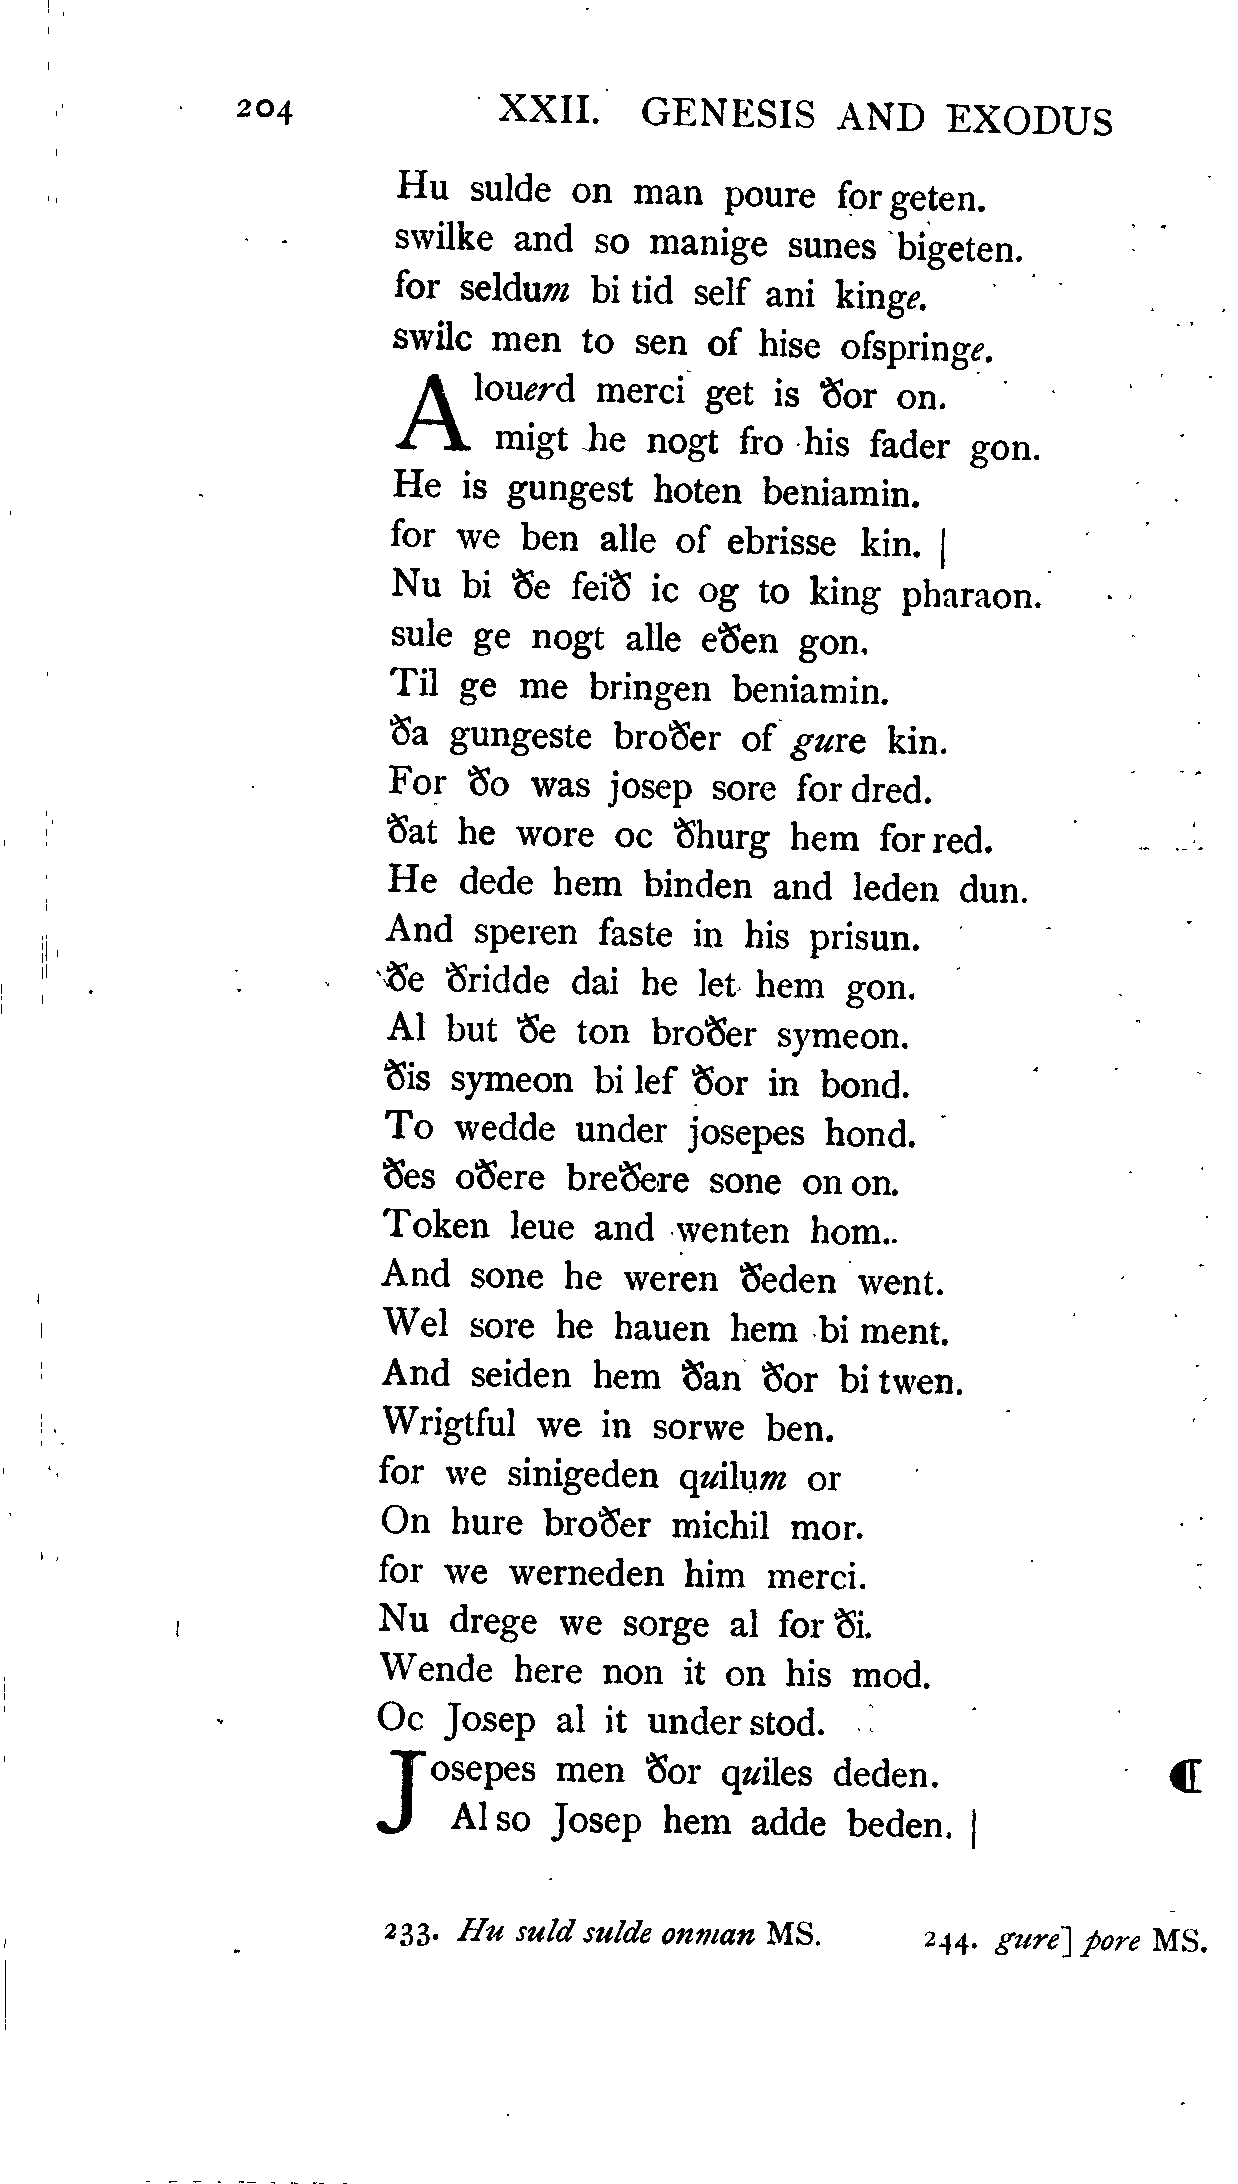 204 XXII. GENESIS AND EXODUS
Hu sulde on man poure for geten.
swilke and so manige sunes bigeten.
for seldum bi tid self ani kinge.
swilc men to sen of hise ofspringe.
A louerd merci get is ðor on.
migt he nogt fro his fader gon.
He is gungest hoten beniamin.
for we ben alle of ebrisse kin. |
Nu bi ðe feið ic og to king pharaon.
sule ge nogt alle eðen gon.
Til ge me bringen beniamin.
ða gungeste broðer of gure kin.
For ðo was josep sore for dred.
ðat he wore oc ðhurg hem for red.
He dede hem binden and leden dun.
And speren faste in his prisun.
ðe ðridde dai he let hem gon.
Al but ðe ton broðer symeon.
ðis symeon bi lef ðor in bond.
To wedde under josepes hond.
ðes oðere breðere sone on on.
Token leue and wenten hom.
And sone he weren ðeden went.
Wel sore he hauen hem bi ment.
And seiden hem ðan ðor bi twen.
Wrigtful we in sorwe ben.
for we sinigeden quilum or
On hure broðer michil mor.
for we werneden him merci.
Nu drege we sorge al for ði.
Wende here non it on his mod.
Oc Josep al it under stod.
Josepes men ðor quiles deden. ¶
Al so Josep hem adde beden. |
233. Hu suld sulde onman MS. 244. gure] pore MS.